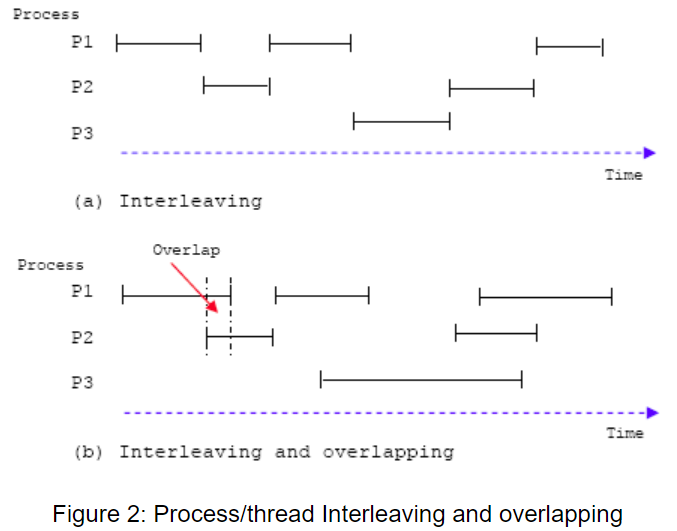 Process
P1
P2
P3
Time
(a) Interleaving
Overlap
Process
P1
P2
P3
Time
(b) Interleaving and overlapping
Figure 2: Process/thread Interleaving and overlapping